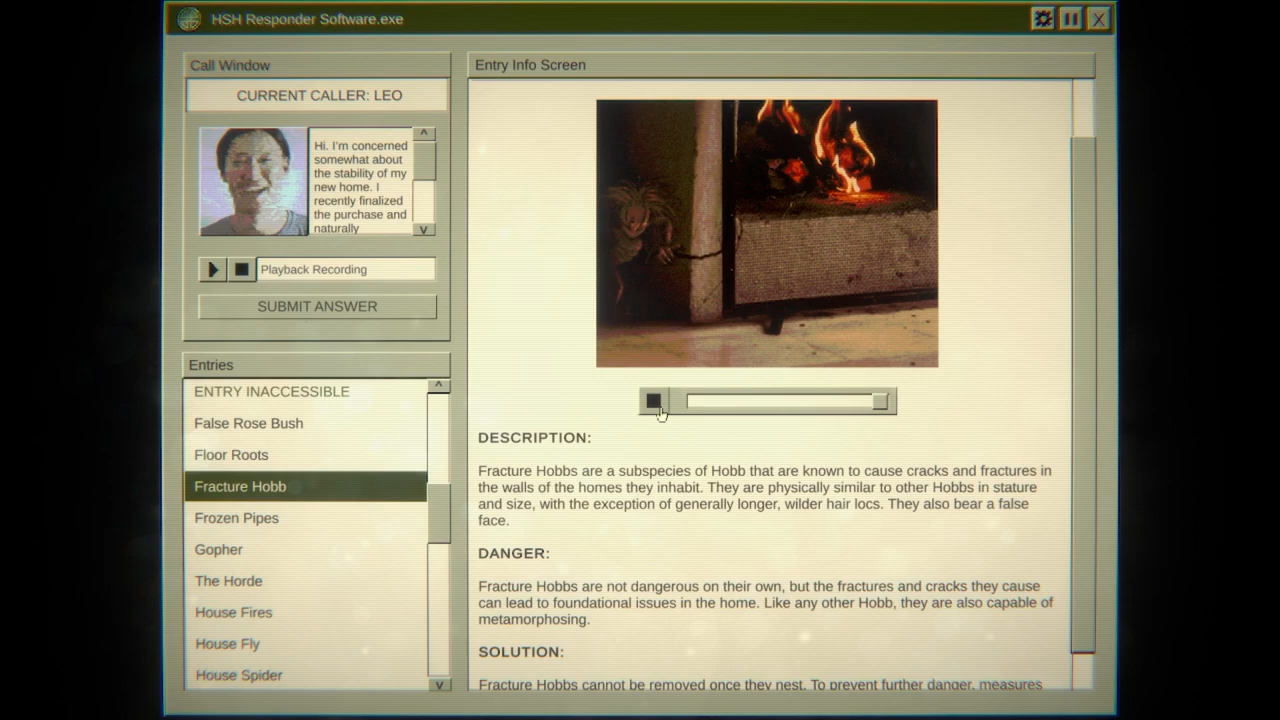 HSH Responder Software.exe
X
Call Window
CURRENT CALLER: LEO
Hi. I'm concerned
somewhat about
the stability of my
new home. I
recently finalized
the purchase and
naturally
Playback Recording
SUBMIT ANSWER
Entries
ENTRY INACCESSIBLE
False Rose Bush
Floor Roots
Fracture Hobb
Frozen Pipes
Gopher
The Horde
House Fires
House Fly
House Spider
Entry Info Screen
DESCRIPTION:
Fracture Hobbs are a subspecies of Hobb that are known to cause cracks and fractures in
the walls of the homes they inhabit. They are physically similar to other Hobbs in stature
and size, with the exception of generally longer, wilder hair locs. They also bear a false
face.
DANGER:
Fracture Hobbs are not dangerous on their own, but the fractures and cracks they cause
can lead to foundational issues in the home. Like any other Hobb, they are also capable of
metamorphosing.
SOLUTION:
Fracture Hobbs cannot be removed once they nest. To prevent further danger, measures